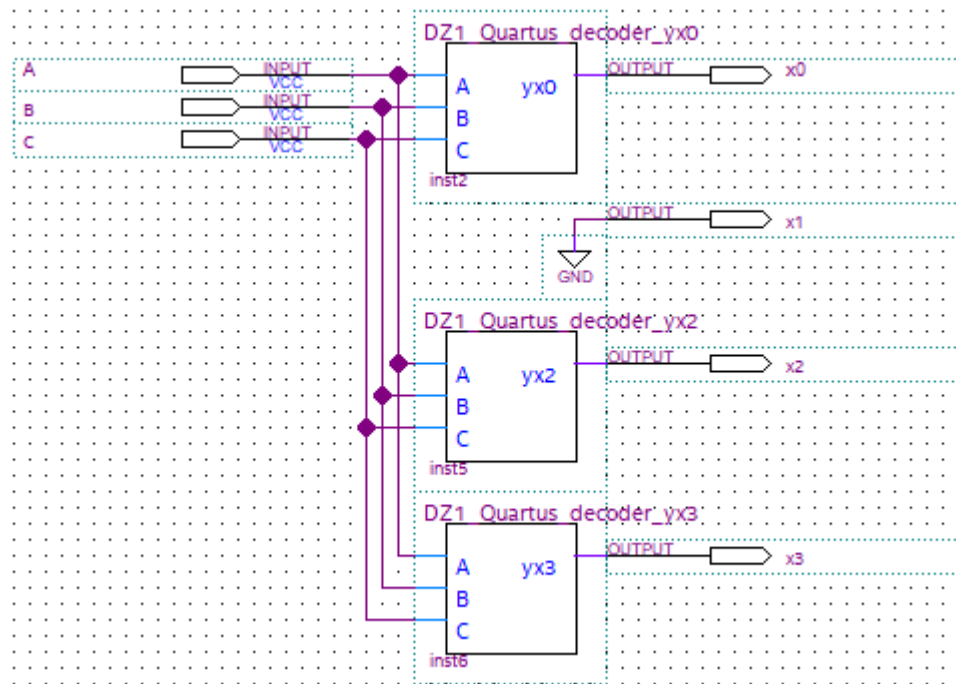 DZ1_Quartus_decoder_yx0
A
INPUT
VCC
B
INPUT
VCC
C
INPUT
VCC
A
yx0
B
C
inst2
OUTPUT
x0
OUTPUT
x1
GND
DZ1_Quartus_decoder_yx2
A
yx2
B
C
inst5
OUTPUT
x2
DZ1_Quartus_decoder_yx3
A
yx3
B
C
inst6
OUTPUT
x3